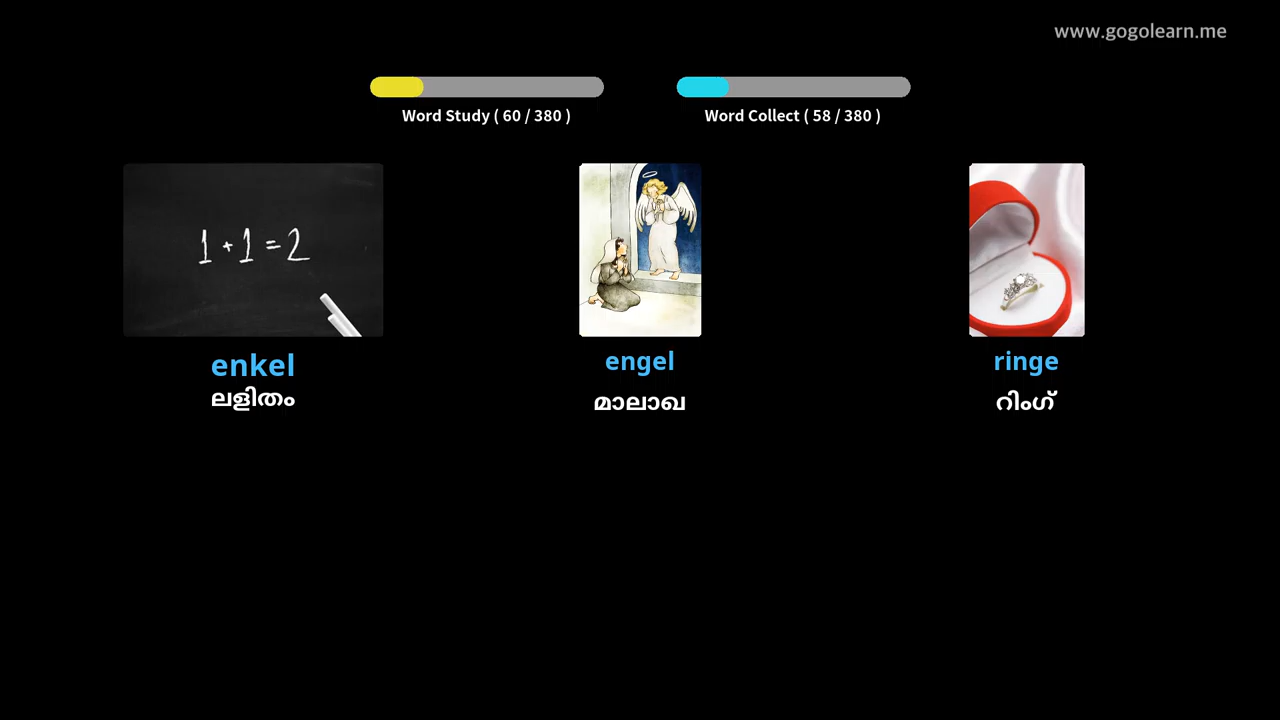 www.gogolearn.me
Word Study ( 60 / 380 )
Word Collect ( 58 / 380 )
1 + 1 = 2
enkel
engel
ringe
ലളിതം
മാലാഖ
റിംഗ്